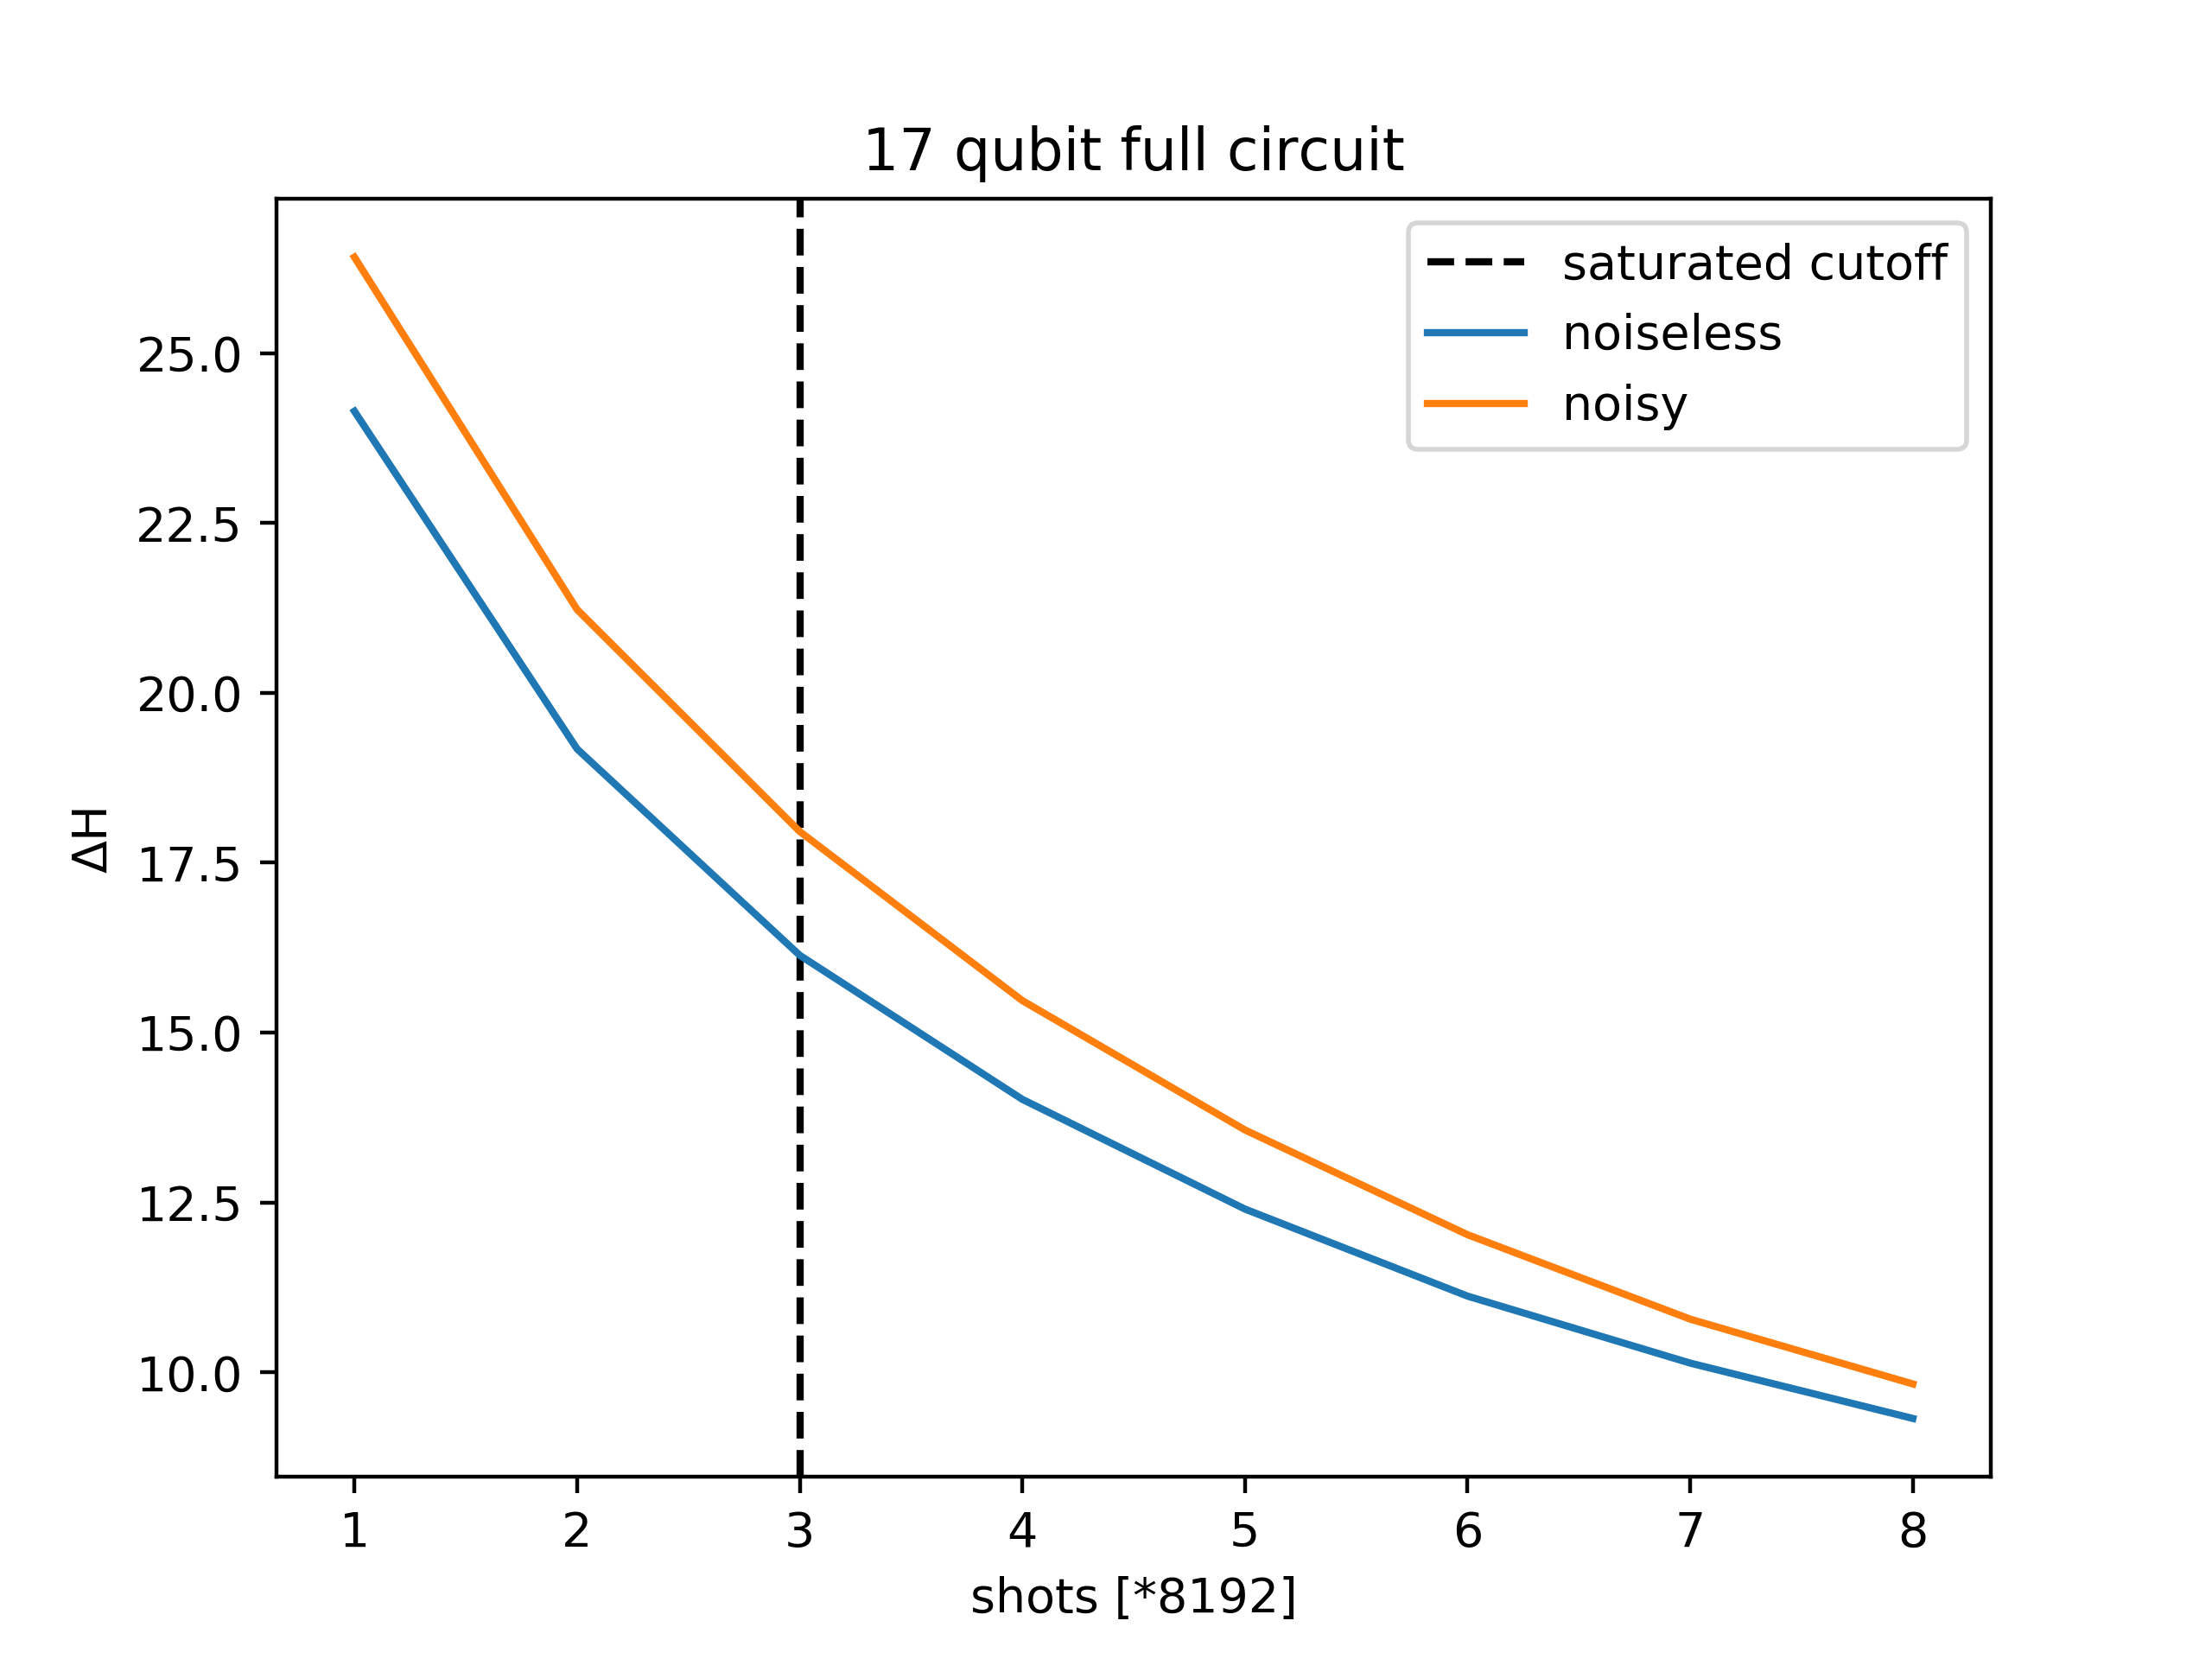 17 qubit full circuit
saturated cutoff
noiseless
noisy
25.0
22.5
20.0
17.5
15.0
12.5
10.0
ΔH
1 2 3 4 5 6 7 8
shots [*8192]